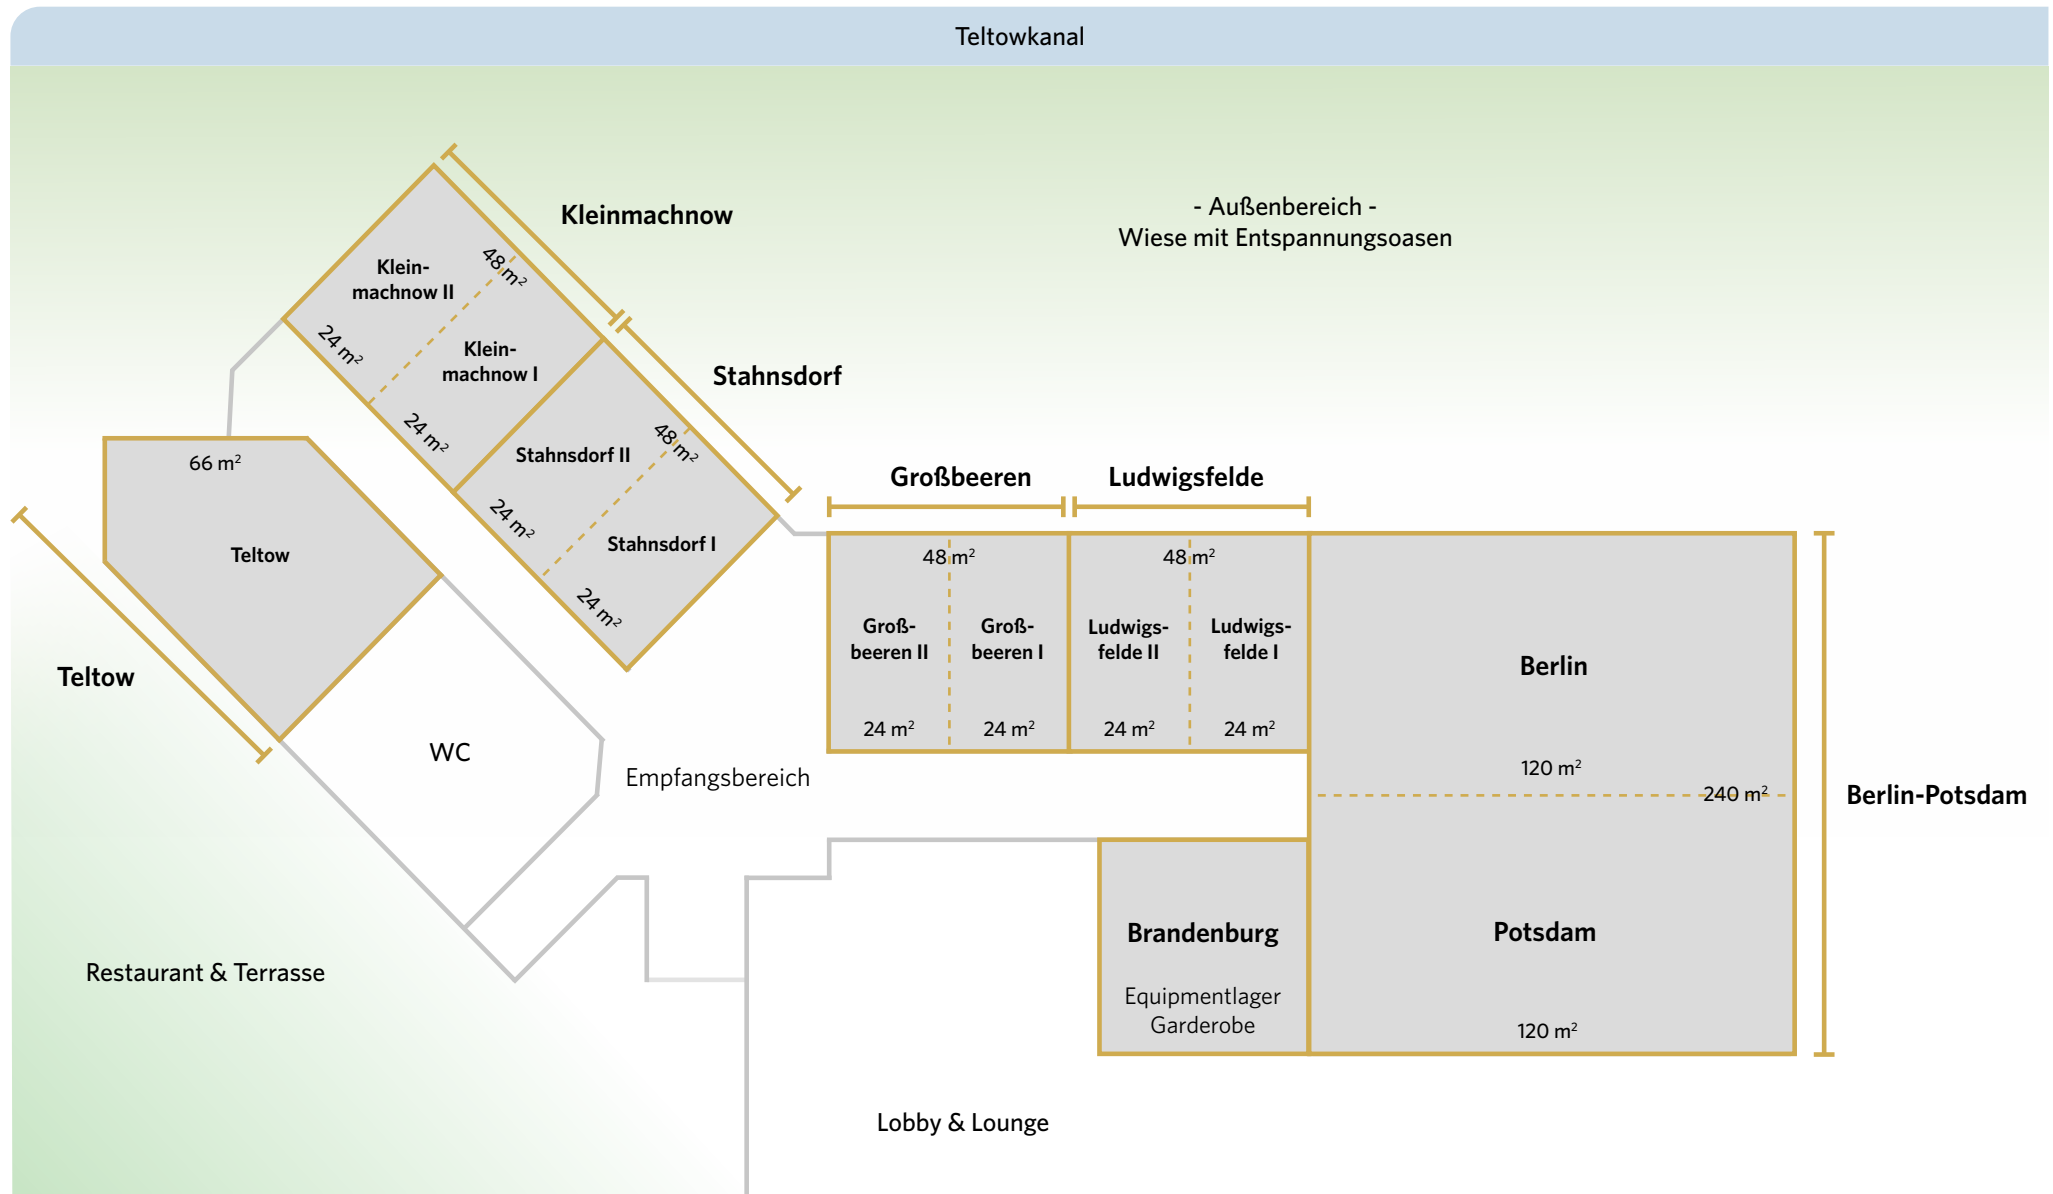 Teltowkanal
- Außenbereich -
Wiese mit Entspannungsoasen
Kleinmachnow
Klein-
machnow II
48 m²
24 m²
Klein-
machnow I
24 m²
Stahnsdorf
Stahnsdorf II
48 m²
24 m²
Stahnsdorf I
24 m²
66 m²
Teltow
Teltow
Großbeeren
Ludwigsfelde
48 m²
48 m²
Groß-
beeren II
Groß-
beeren I
Ludwigs-
felde II
Ludwigs-
felde I
24 m²
24 m²
24 m²
24 m²
Berlin
120 m²
240 m²
Berlin-Potsdam
WC
Empfangsbereich
Brandenburg
Equipmentlager
Garderobe
Potsdam
120 m²
Restaurant & Terrasse
Lobby & Lounge